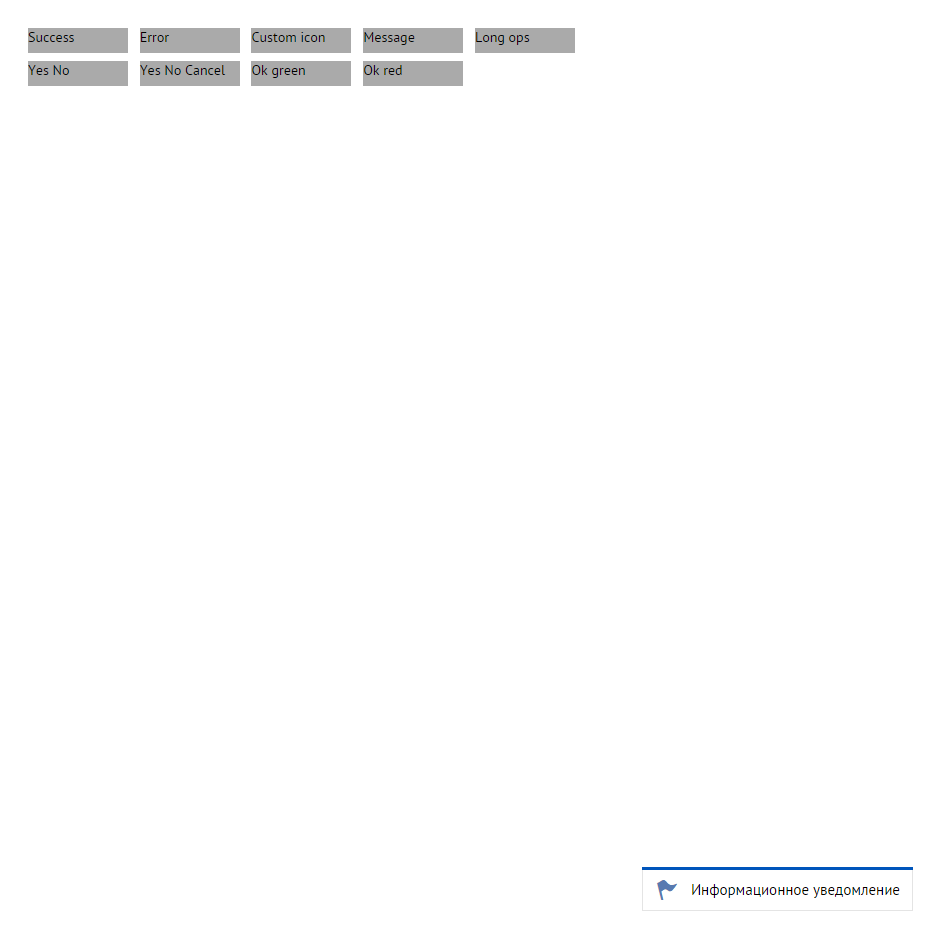 Success Error Custom icon Message Long ops
Yes No Yes No Cancel Ok green Ok red
Информационное уведомление